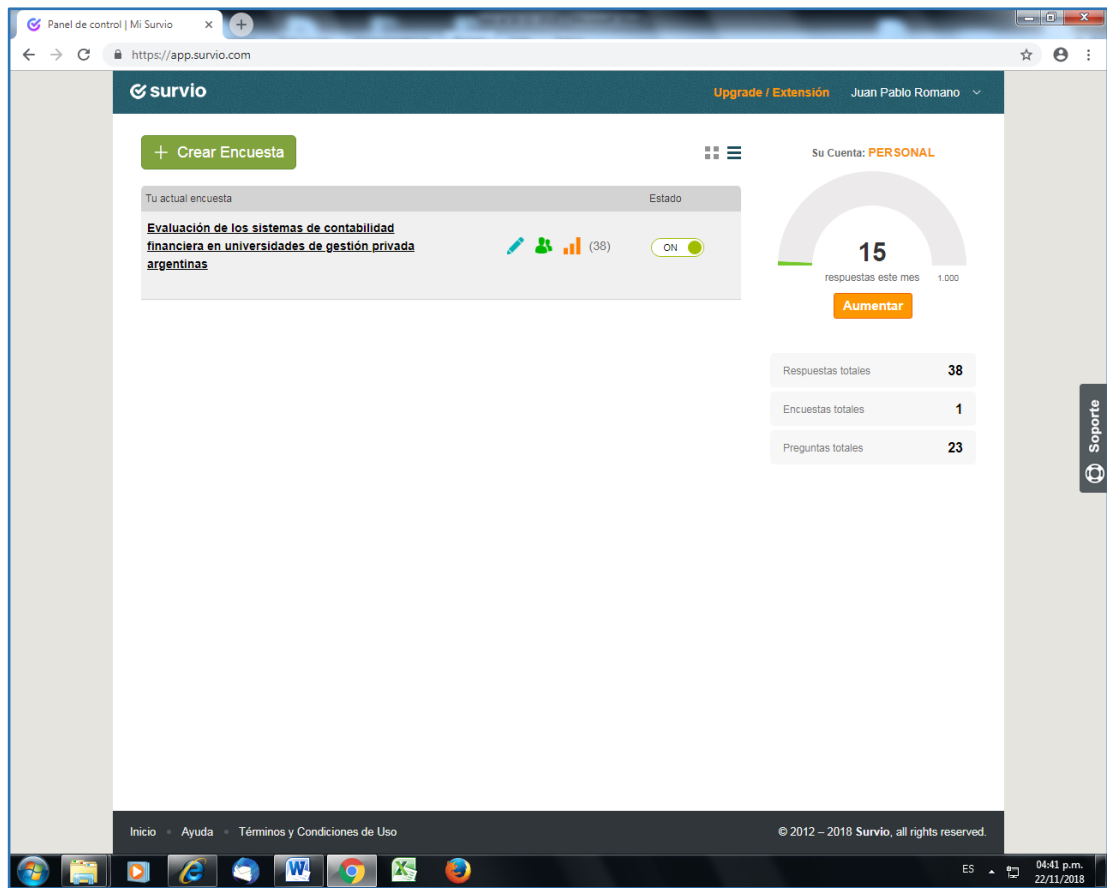 Panel de control | Mi Survio
https://app.survio.com
survio
Upgrade / Extensión
Juan Pablo Romano
+ Crear Encuesta
Su Cuenta: PERSONAL
Tu actual encuesta
Estado
Evaluación de los sistemas de contabilidad
financiera en universidades de gestión privada
argentinas
(38)
ON
15
respuestas este mes
1.000
Aumentar
Respuestas totales 38
Encuestas totales 1
Preguntas totales 23
Soporte
Inicio
Ayuda
Términos y Condiciones de Uso
© 2012 – 2018 Survio, all rights reserved.
ES
04:41 p.m.
22/11/2018